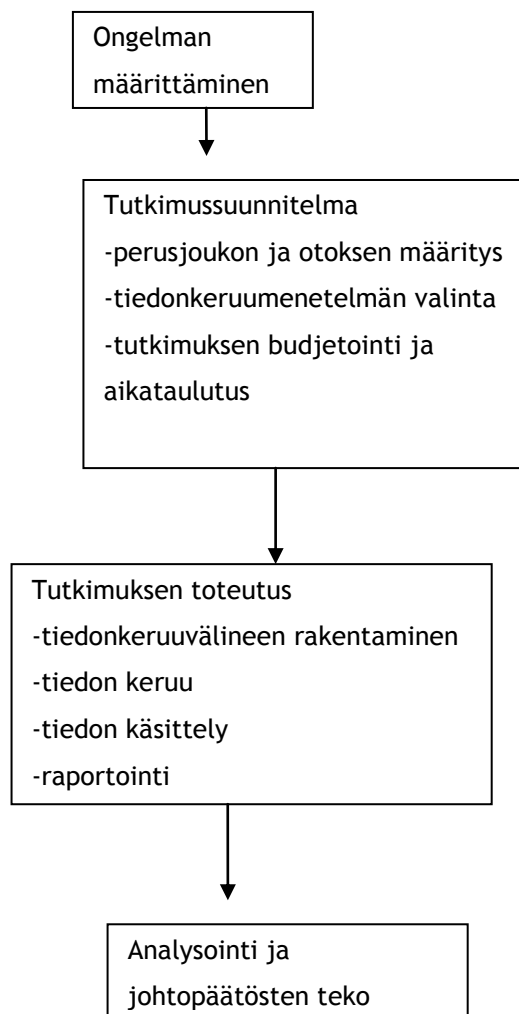 Ongelman
määrittäminen
Tutkimussuunnitelma
-perusjoukon ja otoksen määritys
-tiedonkeruumenetelmän valinta
-tutkimuksen budjetointi ja
aikataulutus
Tutkimuksen toteutus
-tiedonkeruuvälineen rakentaminen
-tiedon keruu
-tiedon käsittely
-raportointi
Analysointi ja
johtopäätösten teko